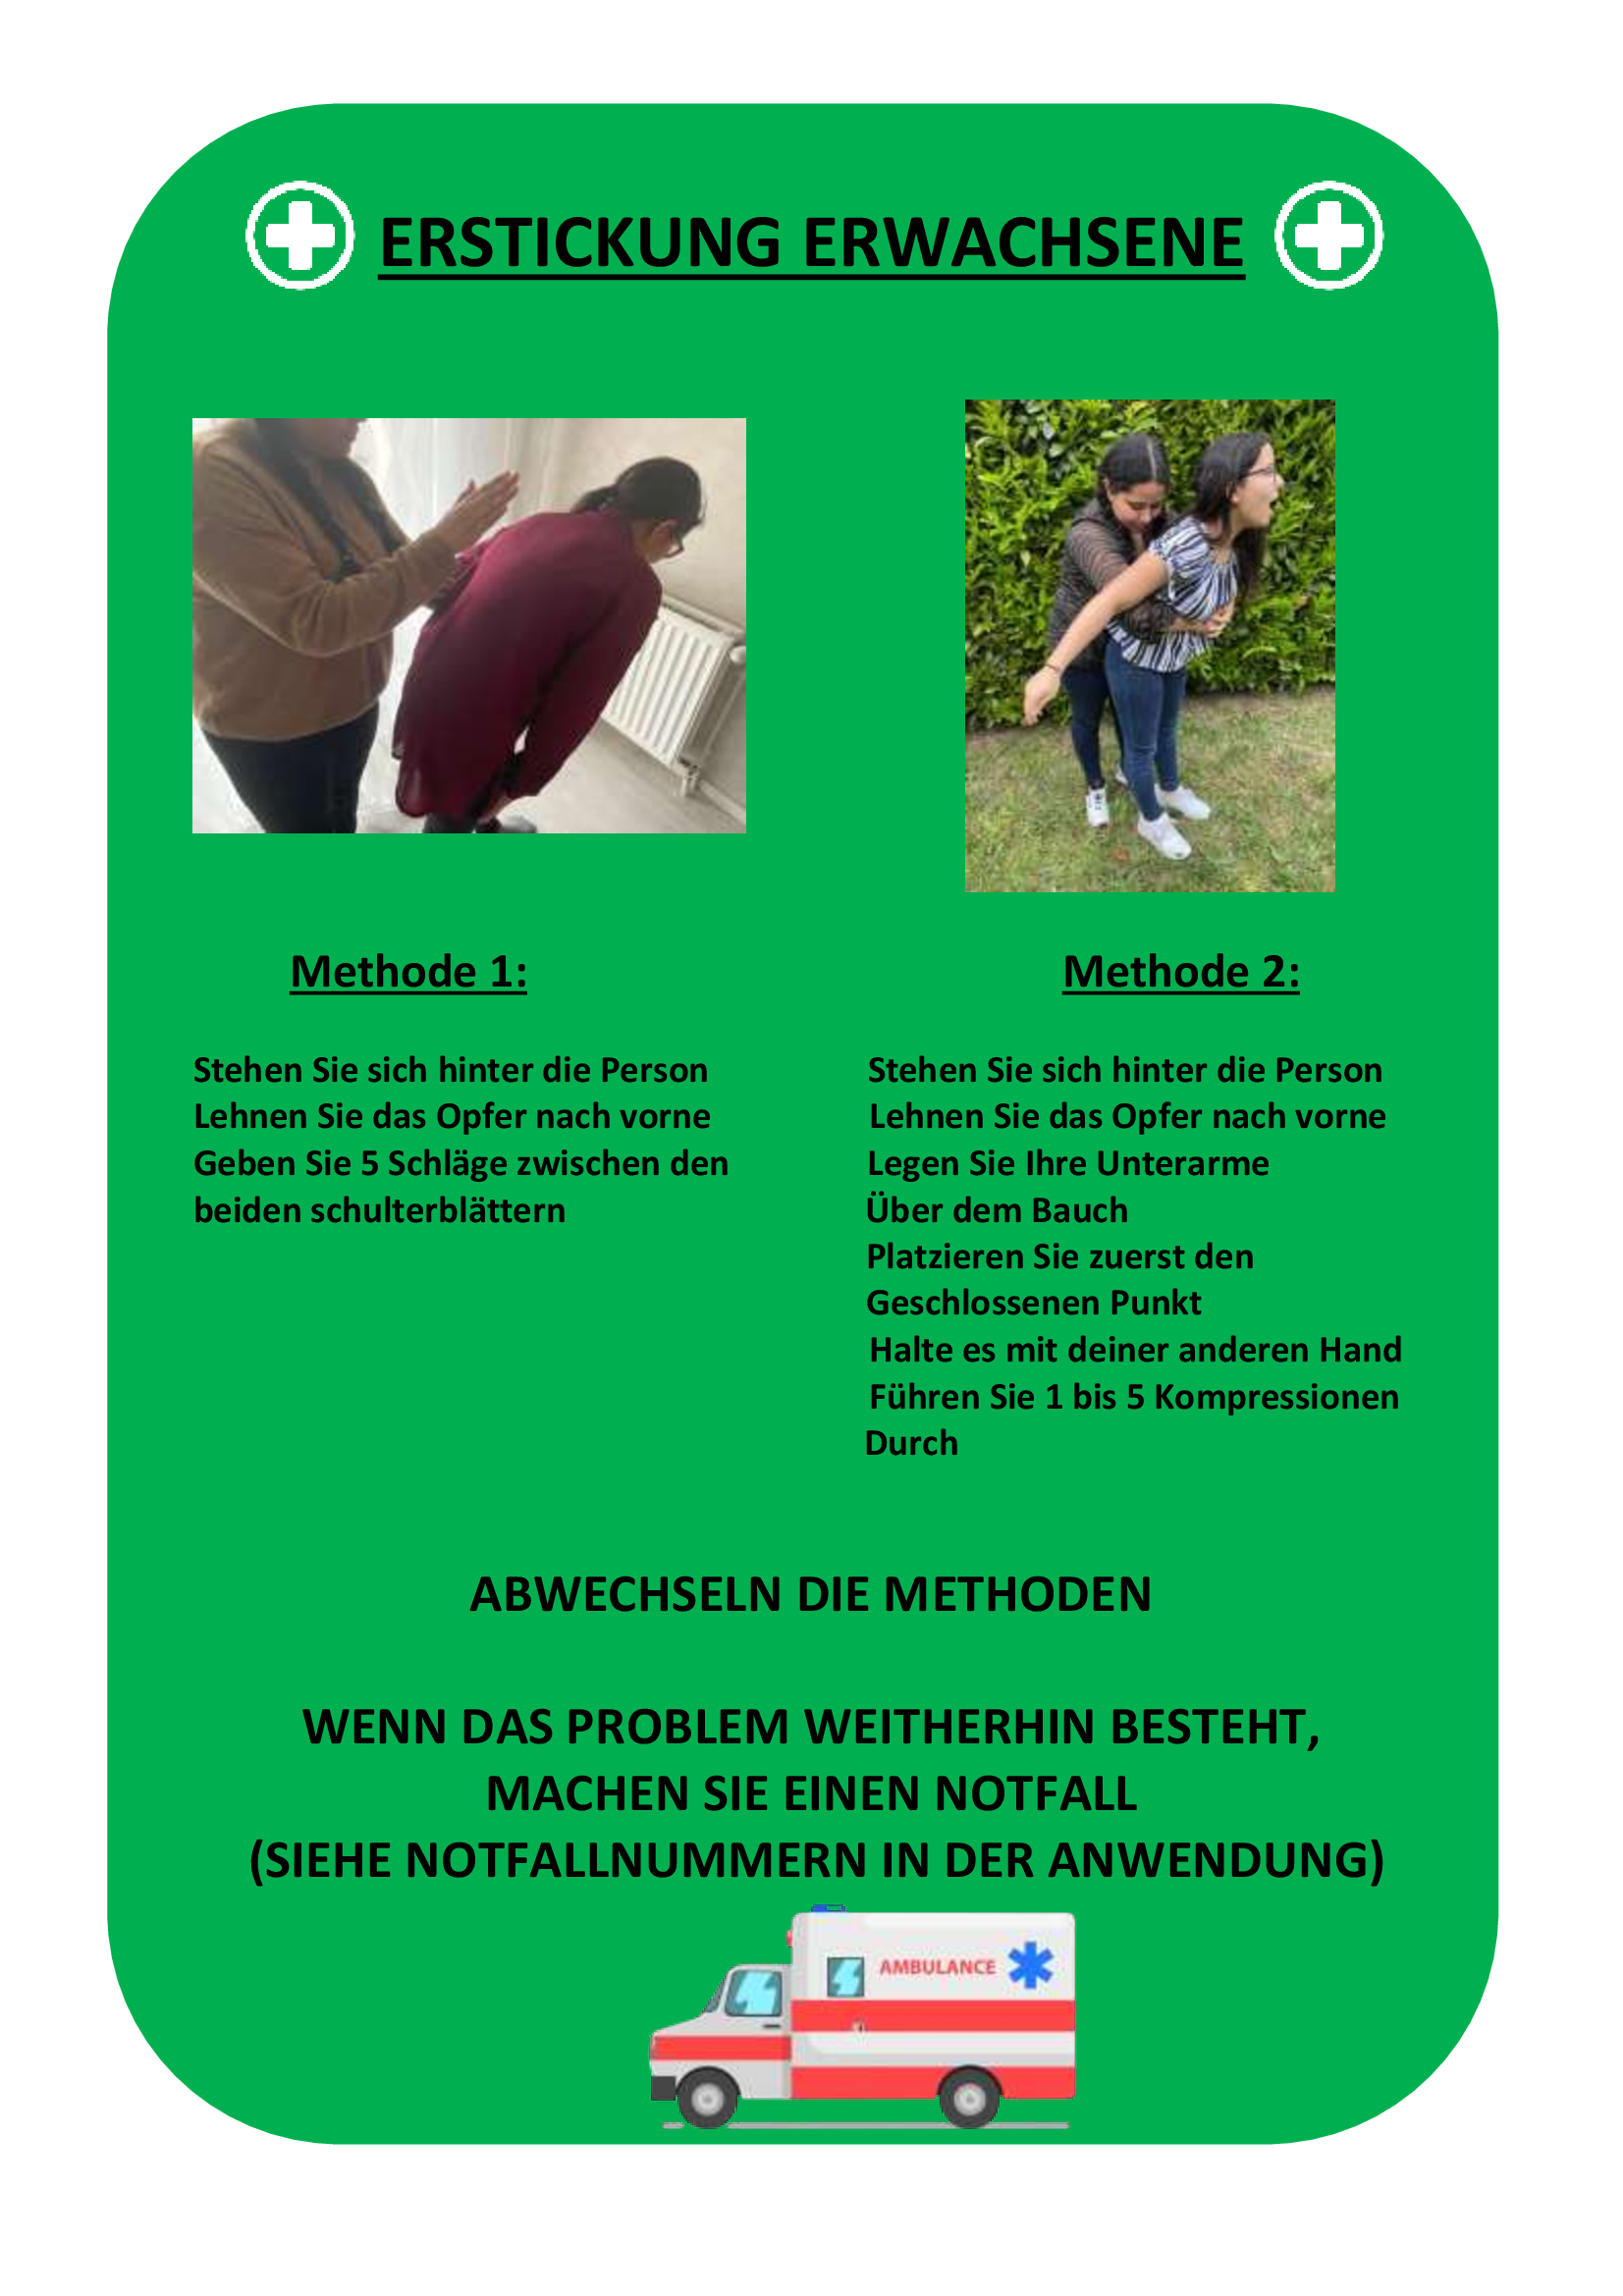 ERSTICKUNG ERWACHSENE
Methode 1:
Stehen Sie sich hinter die Person
Lehnen Sie das Opfer nach vorne
Geben Sie 5 Schläge zwischen den
beiden schulterblättern
Methode 2:
Stehen Sie sich hinter die Person
Lehnen Sie das Opfer nach vorne
Legen Sie Ihre Unterarme
Über dem Bauch
Platzieren Sie zuerst den
Geschlossenen Punkt
Halte es mit deiner anderen Hand
Führen Sie 1 bis 5 Kompressionen
Durch
ABWECHSELN DIE METHODEN
WENN DAS PROBLEM WEITHERHIN BESTEHT,
MACHEN SIE EINEN NOTFALL
(SIEHE NOTFALLNUMMERN IN DER ANWENDUNG)
AMBULANCE